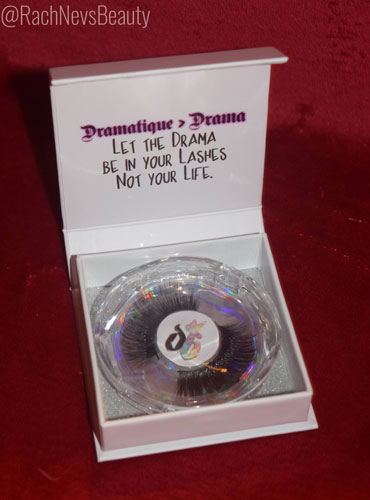 @RachNevsBeauty
Dramatique > Drama
Let the Drama
be in your Lashes
Not your Life.